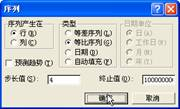 序列
序列产生在
行(R)
列(C)
类型
等差序列(L)
等比序列(G)
日期(D)
自动填充(F)
日期单位
日(A)
工作日(W)
月(M)
年(Y)
预测趋势(T)
步长值(S):
4
终止值(O):
10000000
确定
取消